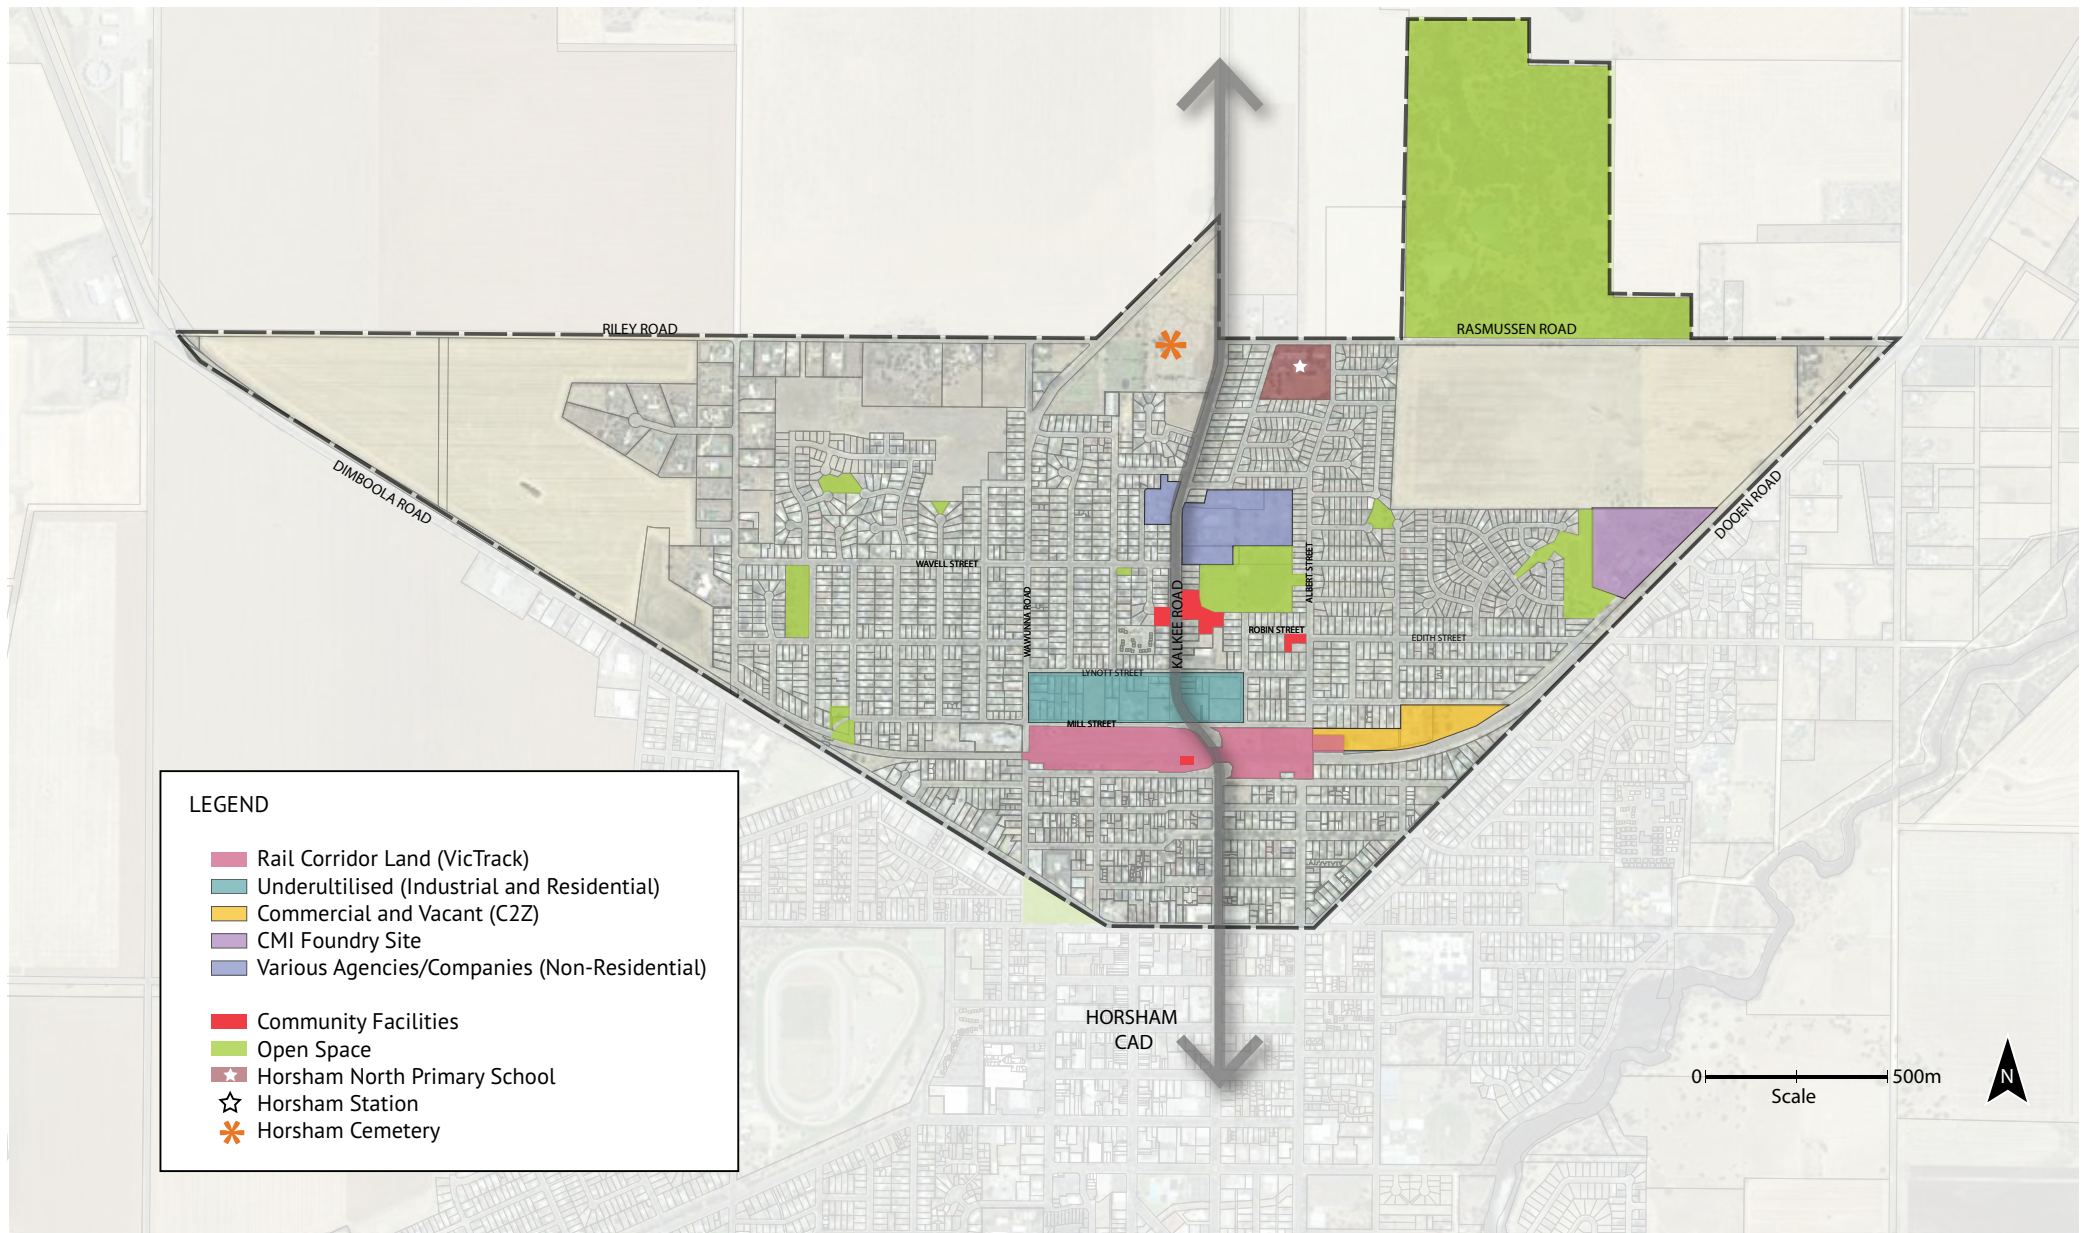 RILEY ROAD
RASMUSSEN ROAD
DIMBOOLA ROAD
DOOEN ROAD
WAVELL STREET
WAWUNNA ROAD
KALKEE ROAD
ALBERT STREET
ROBIN STREET
EDITH STREET
LYNOTT STREET
MILL STREET
HORSHAM
CAD
LEGEND
Rail Corridor Land (VicTrack)
Underultilised (Industrial and Residential)
Commercial and Vacant (C2Z)
CMI Foundry Site
Various Agencies/Companies (Non-Residential)
Community Facilities
Open Space
Horsham North Primary School
Horsham Station
Horsham Cemetery
0 500m
Scale
N